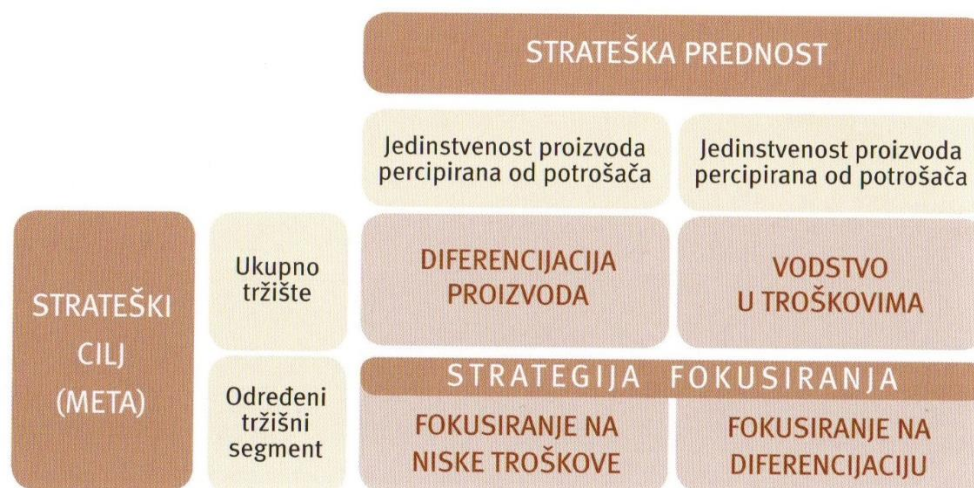 STRATEŠKA PREDNOST
Jedinstvenost proizvoda
percipirana od potrošača
Jedinstvenost proizvoda
percipirana od potrošača
STRATEŠKI
CILJ
(META)
Ukupno
tržište
DIFERENCIJACIJA
PROIZVODA
VODSTVO
U TROŠKOVIMA
Određeni
tržišni
segment
STRATEGIJA FOKUSIRANJA
FOKUSIRANJE NA
NISKE TROŠKOVE
FOKUSIRANJE NA
DIFERENCIJACIJU